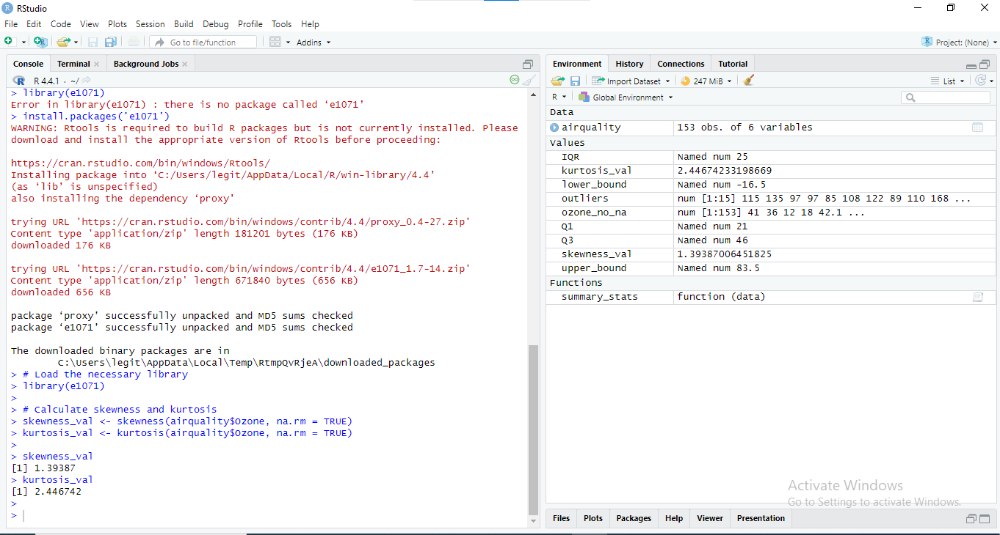 RStudio
File Edit Code View Plots Session Build Debug Profile Tools Help
Go to file/function Addins Project: (None)
Console Terminal Background Jobs
R 4.4.1 · ~/
> library(e1071)
Error in library(e1071) : there is no package called ‘e1071’
> install.packages('e1071')
WARNING: Rtools is required to build R packages but is not currently installed. Please
download and install the appropriate version of Rtools before proceeding:
https://cran.rstudio.com/bin/windows/Rtools/
Installing package into ‘C:/Users/legit/AppData/Local/R/win-library/4.4’
(as ‘lib’ is unspecified)
also installing the dependency ‘proxy’
trying URL 'https://cran.rstudio.com/bin/windows/contrib/4.4/proxy_0.4-27.zip'
Content type 'application/zip' length 181201 bytes (176 KB)
downloaded 176 KB
trying URL 'https://cran.rstudio.com/bin/windows/contrib/4.4/e1071_1.7-14.zip'
Content type 'application/zip' length 671840 bytes (656 KB)
downloaded 656 KB
package ‘proxy’ successfully unpacked and MD5 sums checked
package ‘e1071’ successfully unpacked and MD5 sums checked
The downloaded binary packages are in
C:\Users\legit\AppData\Local\Temp\RtmpQvRjeA\downloaded_packages
> # Load the necessary library
> library(e1071)
>
> # Calculate skewness and kurtosis
> skewness_val <- skewness(airquality$Ozone, na.rm = TRUE)
> kurtosis_val <- kurtosis(airquality$Ozone, na.rm = TRUE)
>
> skewness_val
[1] 1.39387
> kurtosis_val
[1] 2.446742
>
>
Environment History Connections Tutorial
Import Dataset 247 MiB List
R Global Environment
Data
airquality 153 obs. of 6 variables
Values
IQR Named num 25
kurtosis_val 2.44674233198669
lower_bound Named num -16.5
outliers num [1:15] 115 135 97 97 85 108 122 89 110 168 ...
ozone_no_na num [1:153] 41 36 12 18 42.1 ...
Q1 Named num 21
Q3 Named num 46
skewness_val 1.39387006451825
upper_bound Named num 83.5
Functions
summary_stats function (data)
Activate Windows
Go to Settings to activate Windows.
Files Plots Packages Help Viewer Presentation